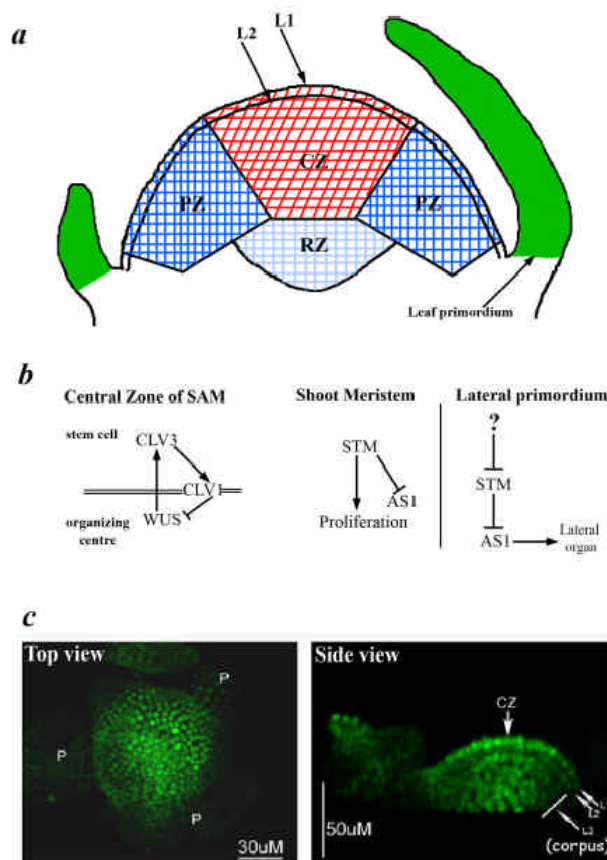 a
L2 L1
CZ
PZ PZ
RZ
Leaf primordium
b
Central Zone of SAM
stem cell
CLV3
CLV1
organizing
centre
WUS
Shoot Meristem
STM
AS1
Proliferation
Lateral primordium
?
STM
AS1
Lateral
organ
c
Top view
P
P
P
30uM
Side view
CZ
L2
L3
(corpus)
50uM